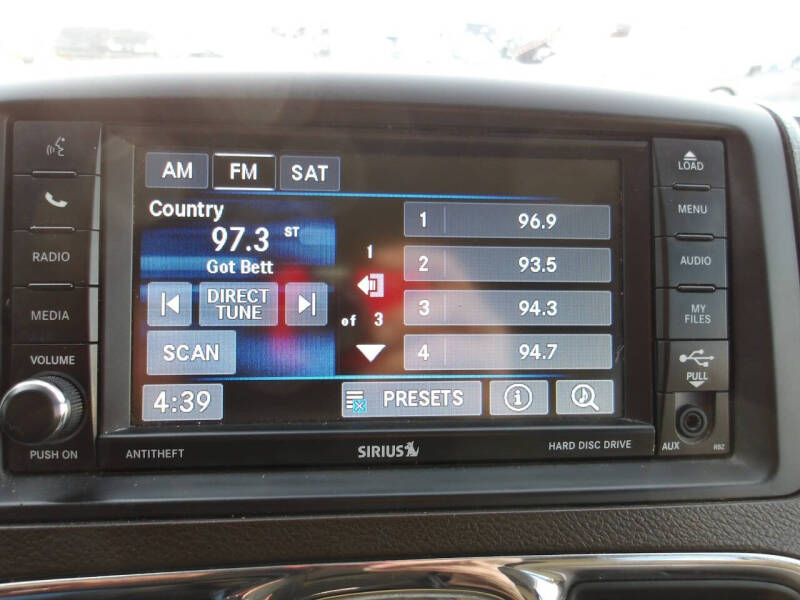 AM FM SAT
LOAD
Country
97.3 ST
Got Bett
1
of 3
1 96.9
2 93.5
3 94.3
4 94.7
DIRECT
TUNE
SCAN
4:39
PRESETS
i
RADIO
MEDIA
VOLUME
PUSH ON
MENU
AUDIO
MY
FILES
PULL
AUX RBZ
ANTITHEFT
SIRIUS
HARD DISC DRIVE